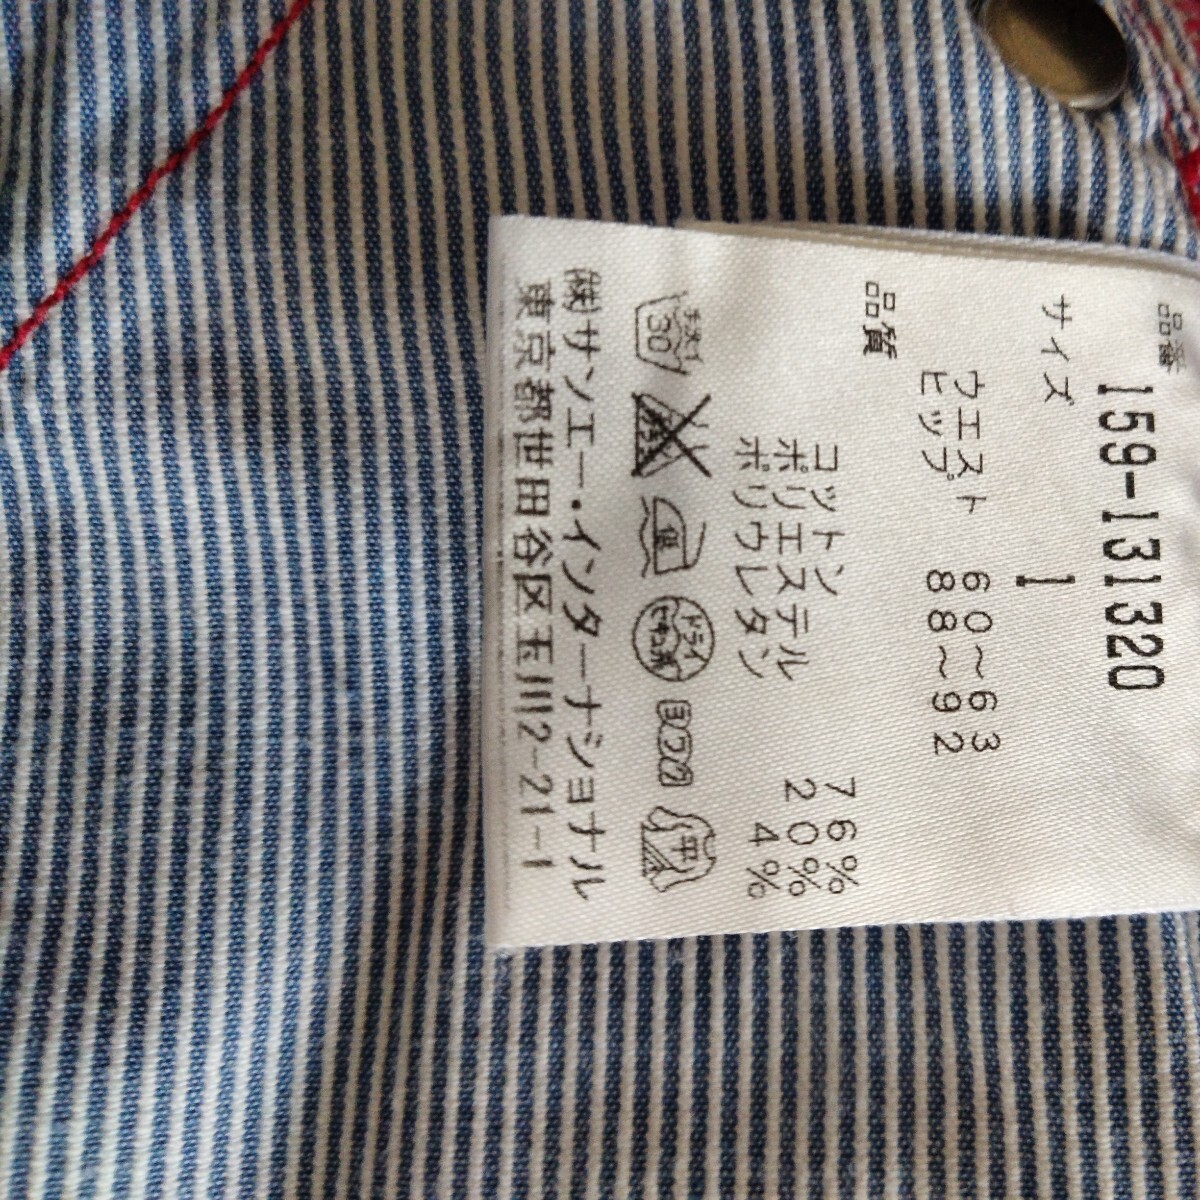 品番
159-131320
サイズ 1
ウエスト 60～63
ヒップ 88～92
品質
コットン 76%
ポリエステル 20%
ポリウレタン 4%
手洗イ 30 低 ドライ ヨワク 平
㈱サンエー・インターナショナル
東京都世田谷区玉川2-21-1